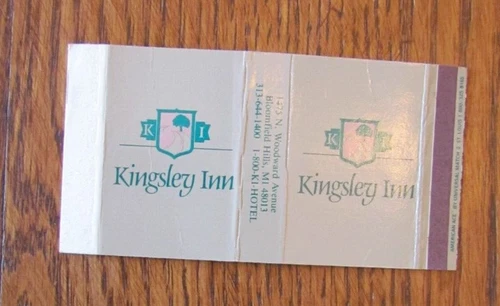 K I
Kingsley Inn
1475 N. Woodward Avenue
Bloomfield Hills, MI 48013
313-644-1400 1-800-KI-HOTEL
K I
Kingsley Inn